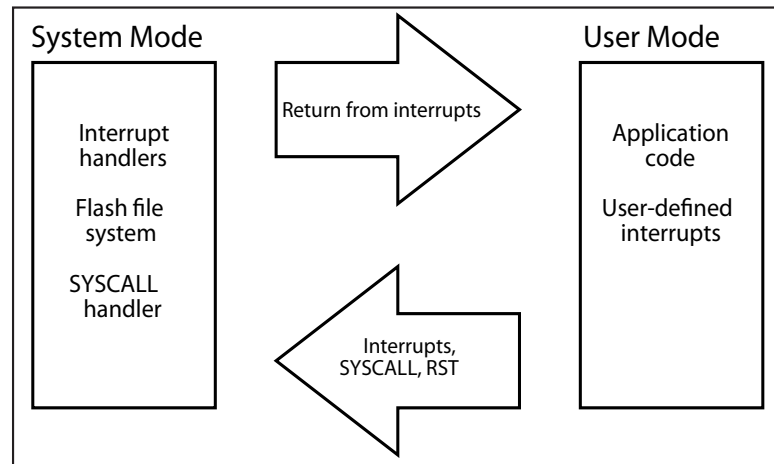 System Mode
User Mode
Interrupt
handlers
Flash file
system
SYSCALL
handler
Return from interrupts
Interrupts,
SYSCALL, RST
Application
code
User-defined
interrupts